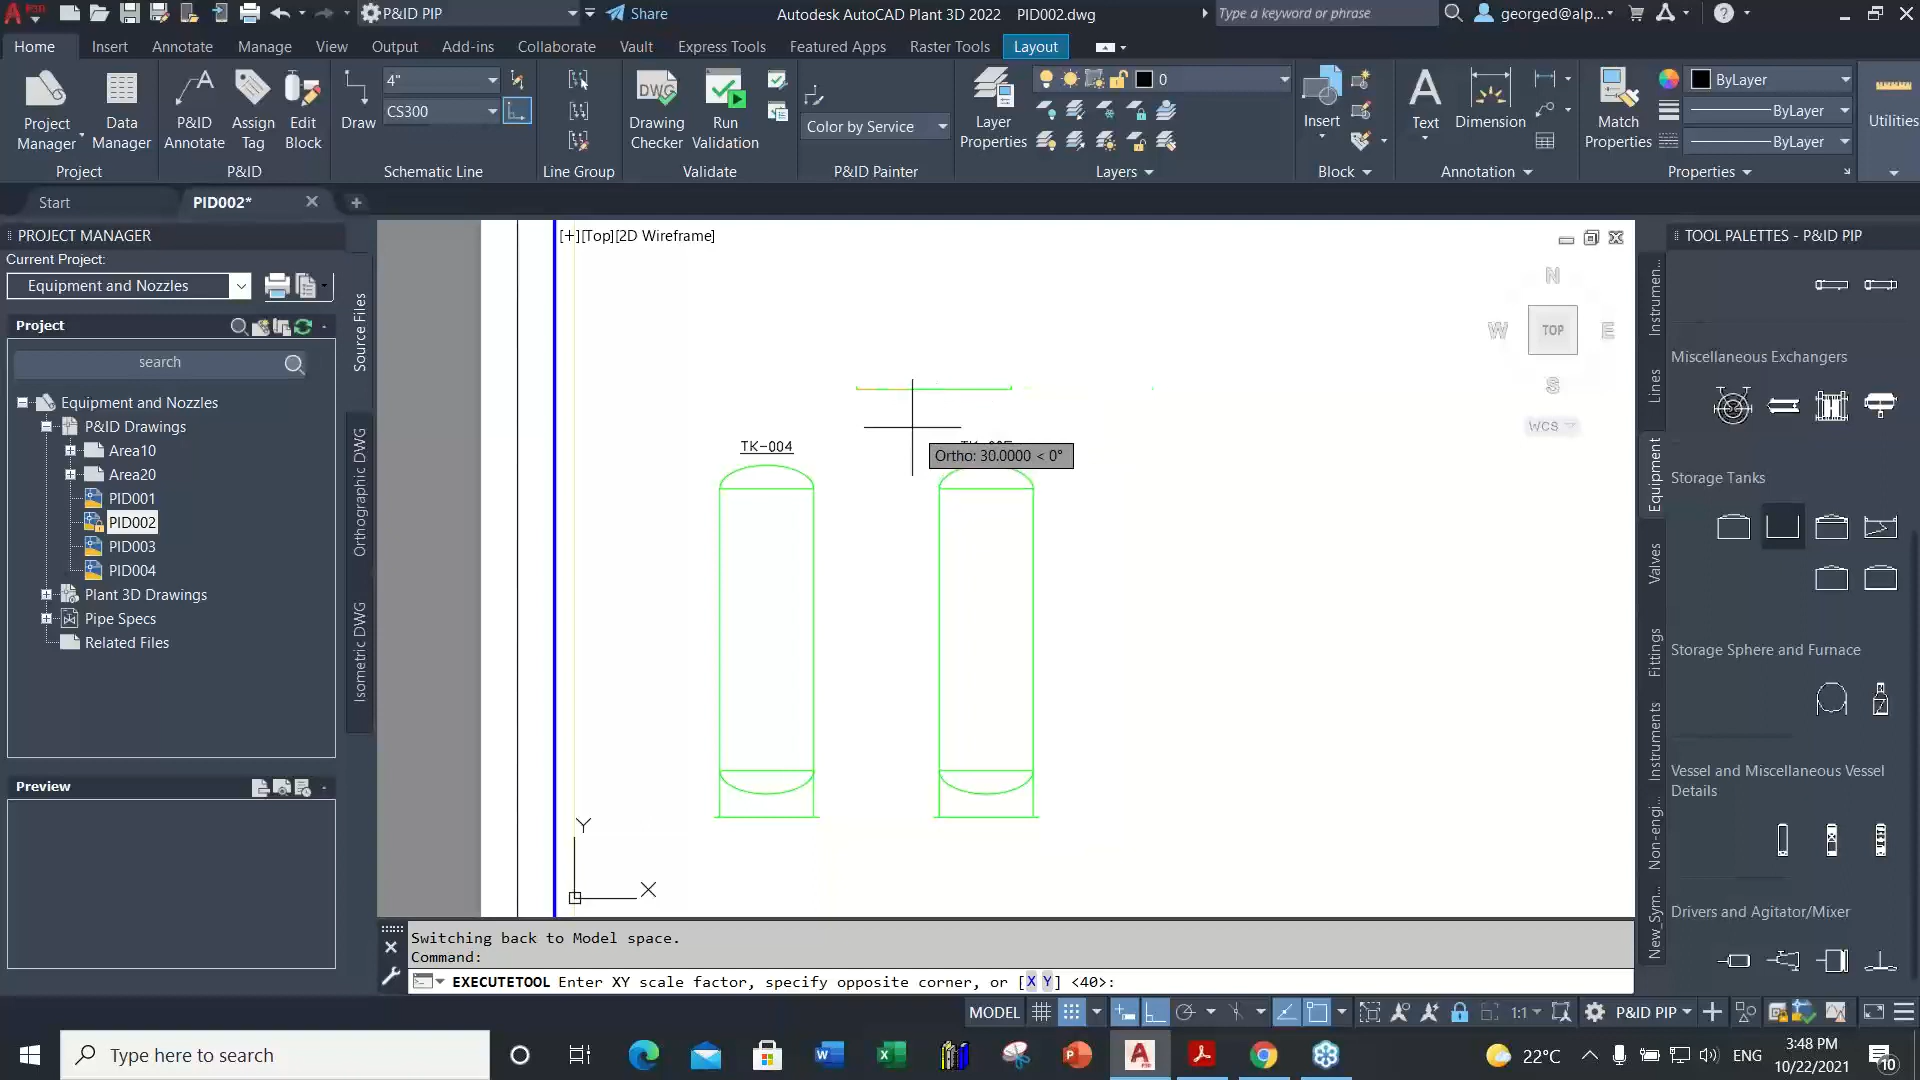 P&ID PIP
Share
Autodesk AutoCAD Plant 3D 2022 PID002.dwg
Type a keyword or phrase
georged@alp...
Home
Insert
Annotate
Manage
View
Output
Add-ins
Collaborate
Vault
Express Tools
Featured Apps
Raster Tools
Layout
Project Manager
Data Manager
Project
P&ID Annotate
Assign Tag
Edit Block
P&ID
Draw
4"
CS300
Schematic Line
Line Group
DWG
Drawing Checker
Run Validation
Validate
Color by Service
P&ID Painter
Layer Properties
0
Layers
Insert
Block
Text
Dimension
Annotation
Match Properties
ByLayer
ByLayer
ByLayer
Properties
Utilities
Start
PID002*
PROJECT MANAGER
Current Project:
Equipment and Nozzles
Project
search
Equipment and Nozzles
P&ID Drawings
Area10
Area20
PID001
PID002
PID003
PID004
Plant 3D Drawings
Pipe Specs
Related Files
Preview
Source Files
Orthographic DWG
Isometric DWG
[+][Top][2D Wireframe]
N
W
TOP
E
S
WCS
TK-004
Ortho: 30.0000 < 0°
Y
X
Switching back to Model space.
Command:
EXECUTETOOL Enter XY scale factor, specify opposite corner, or [X Y] <40>:
TOOL PALETTES - P&ID PIP
Instrumen...
Lines
Equipment
Valves
Fittings
Instruments
Non-engi...
New_Sym...
Miscellaneous Exchangers
Storage Tanks
Storage Sphere and Furnace
Vessel and Miscellaneous Vessel
Details
Drivers and Agitator/Mixer
MODEL
1:1
P&ID PIP
Type here to search
22°C
ENG
3:48 PM
10/22/2021
10